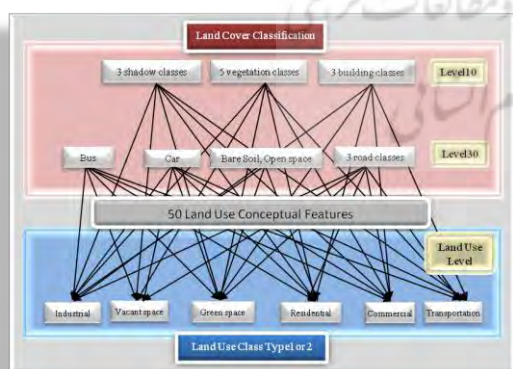 Land Cover Classification
3 shadow classes
5 vegetation classes
3 building classes
Level10
Bus
Car
Bare Soil, Open space
3 road classes
Level30
50 Land Use Conceptual Features
Land Use
Level
Industrial
Vacant space
Green space
Residential
Commercial
Transportation
Land Use Class Type1 or 2